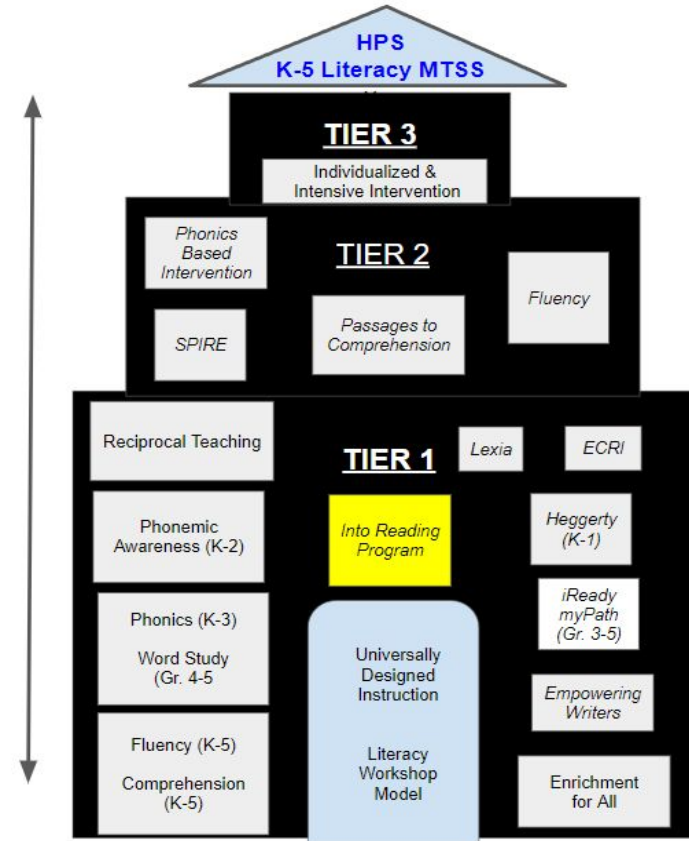 HPS
K-5 Literacy MTSS
TIER 3
Individualized &
Intensive Intervention
TIER 2
Phonics
Based
Intervention
SPIRE
Passages to
Comprehension
Fluency
TIER 1
Reciprocal Teaching
Phonemic
Awareness (K-2)
Phonics (K-3)
Word Study
(Gr. 4-5
Fluency (K-5)
Comprehension
(K-5)
Into Reading
Program
Universally
Designed
Instruction
Literacy
Workshop
Model
Lexia
ECRI
Heggerty
(K-1)
iReady
myPath
(Gr. 3-5)
Empowering
Writers
Enrichment
for All